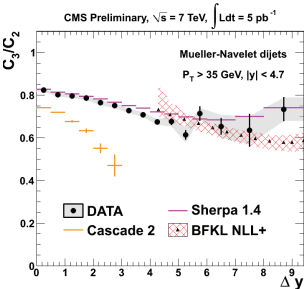 CMS Preliminary, √s = 7 TeV, ∫Ldt = 5 pb⁻¹
C₃/C₂
Mueller-Navelet dijets
P_T > 35 GeV, |y| < 4.7
1
0.8
0.6
0.4
0.2
0
DATA
Sherpa 1.4
Cascade 2
BFKL NLL+
0 1 2 3 4 5 6 7 8 9
Δ y